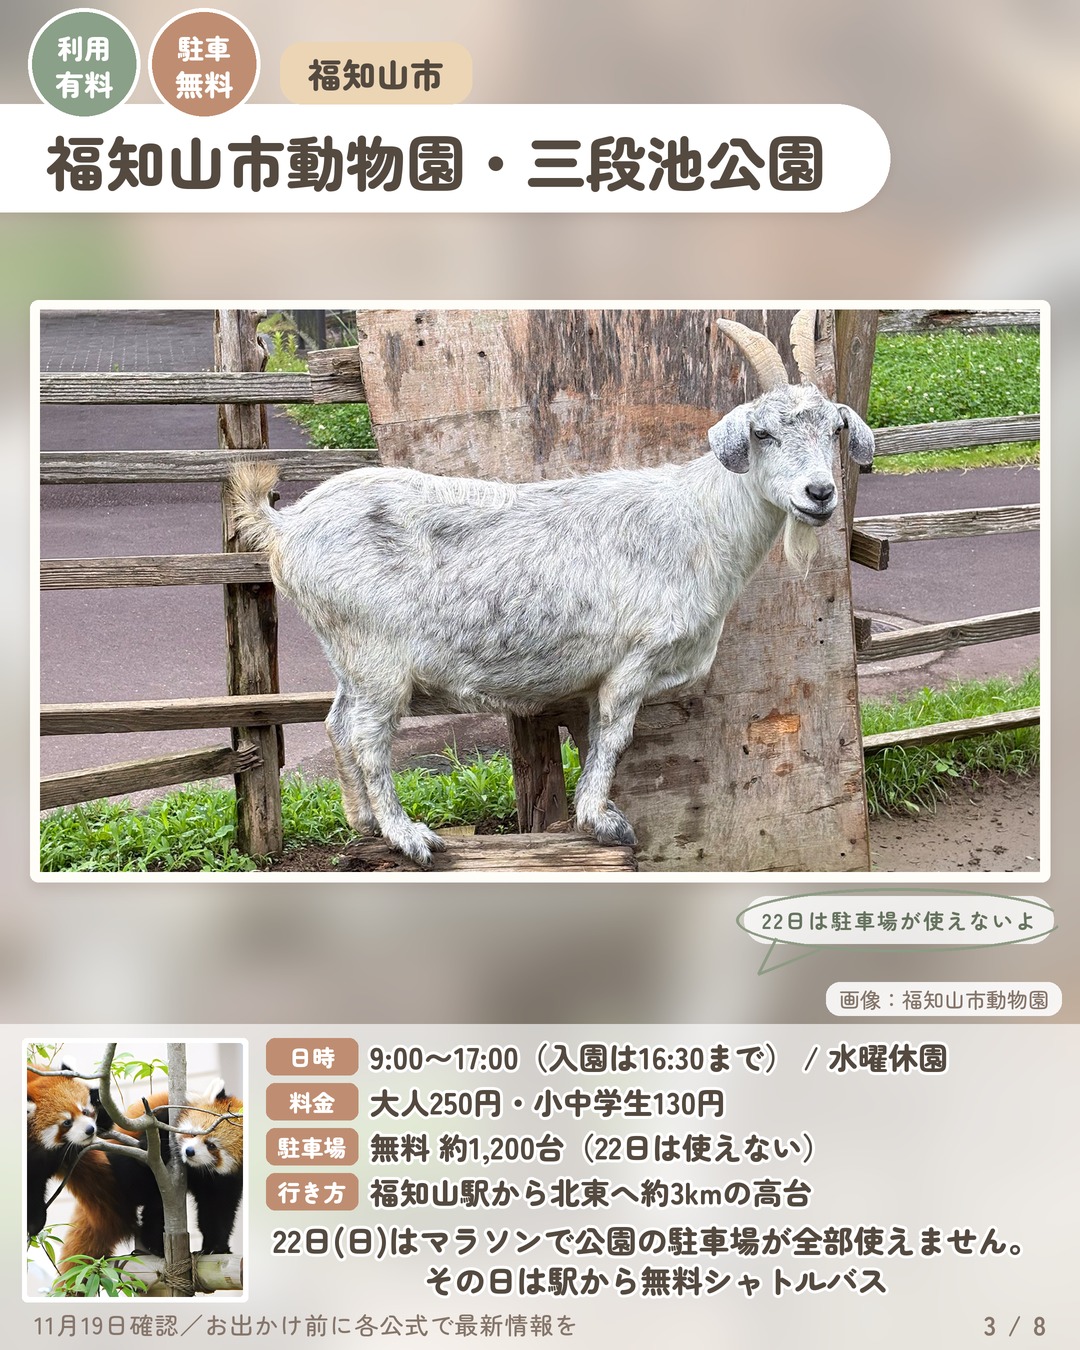 利用
有料
駐車
無料
福知山市
福知山市動物園・三段池公園
22日は駐車場が使えないよ
画像：福知山市動物園
日時 9:00〜17:00（入園は16:30まで） / 水曜休園
料金 大人250円・小中学生130円
駐車場 無料 約1,200台（22日は使えない）
行き方 福知山駅から北東へ約3kmの高台
22日(日)はマラソンで公園の駐車場が全部使えません。
その日は駅から無料シャトルバス
11月19日確認／お出かけ前に各公式で最新情報を
3 / 8